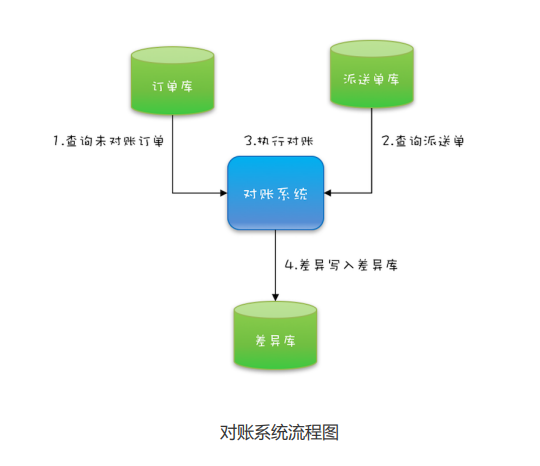 订单库
派送单库
1.查询未对账订单
3.执行对账
2.查询派送单
对账系统
4.差异写入差异库
差异库
对账系统流程图